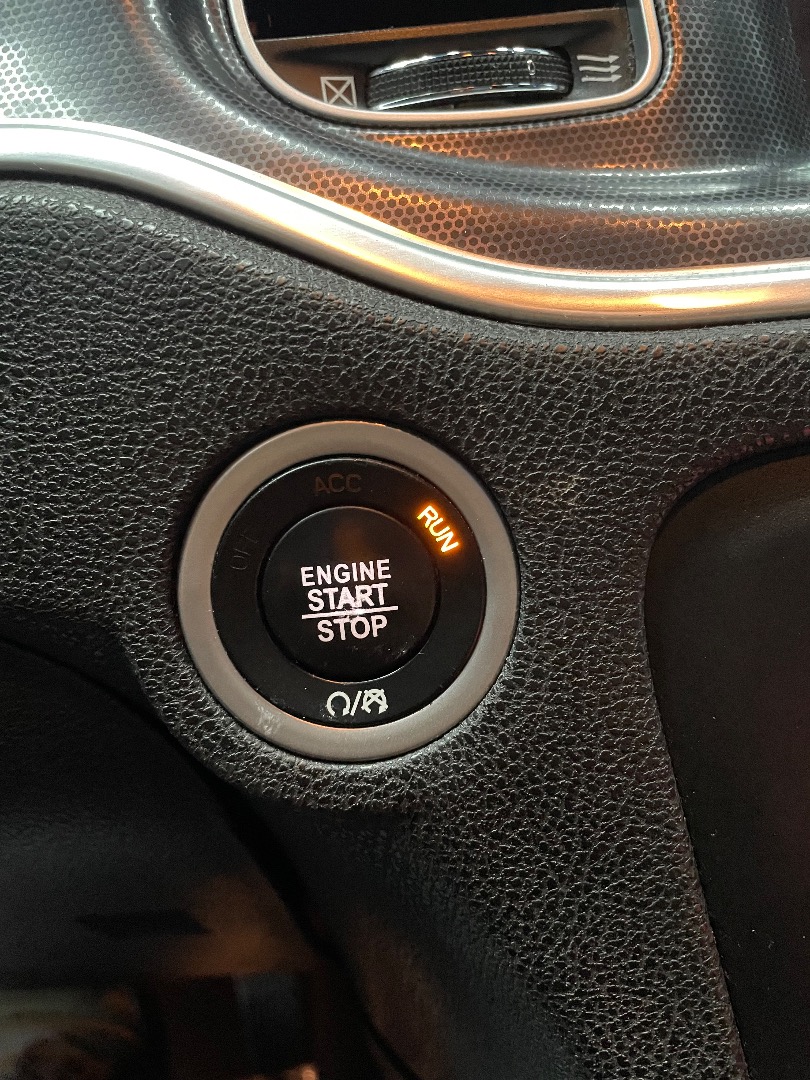 ACC
RUN
OFF
ENGINE
START
STOP